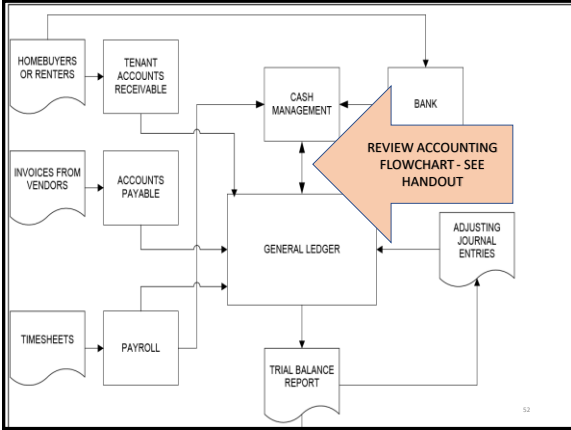 HOMEBUYERS
OR RENTERS
TENANT
ACCOUNTS
RECEIVABLE
CASH
MANAGEMENT
BANK
REVIEW ACCOUNTING
FLOWCHART - SEE
HANDOUT
INVOICES FROM
VENDORS
ACCOUNTS
PAYABLE
GENERAL LEDGER
ADJUSTING
JOURNAL
ENTRIES
TIMESHEETS
PAYROLL
TRIAL BALANCE
REPORT
52